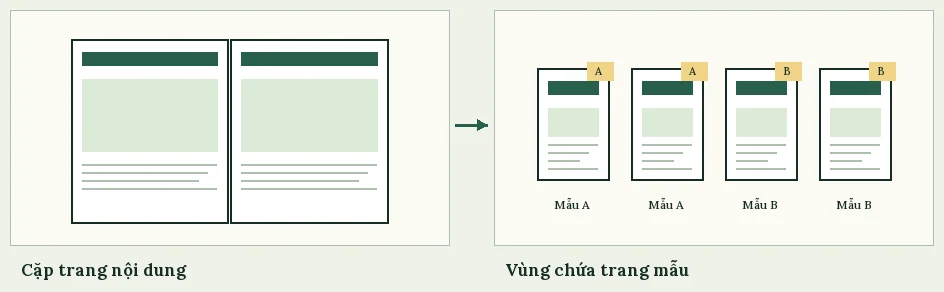 A
A
B
B
Mẫu A
Mẫu A
Mẫu B
Mẫu B
Cặp trang nội dung
Vùng chứa trang mẫu